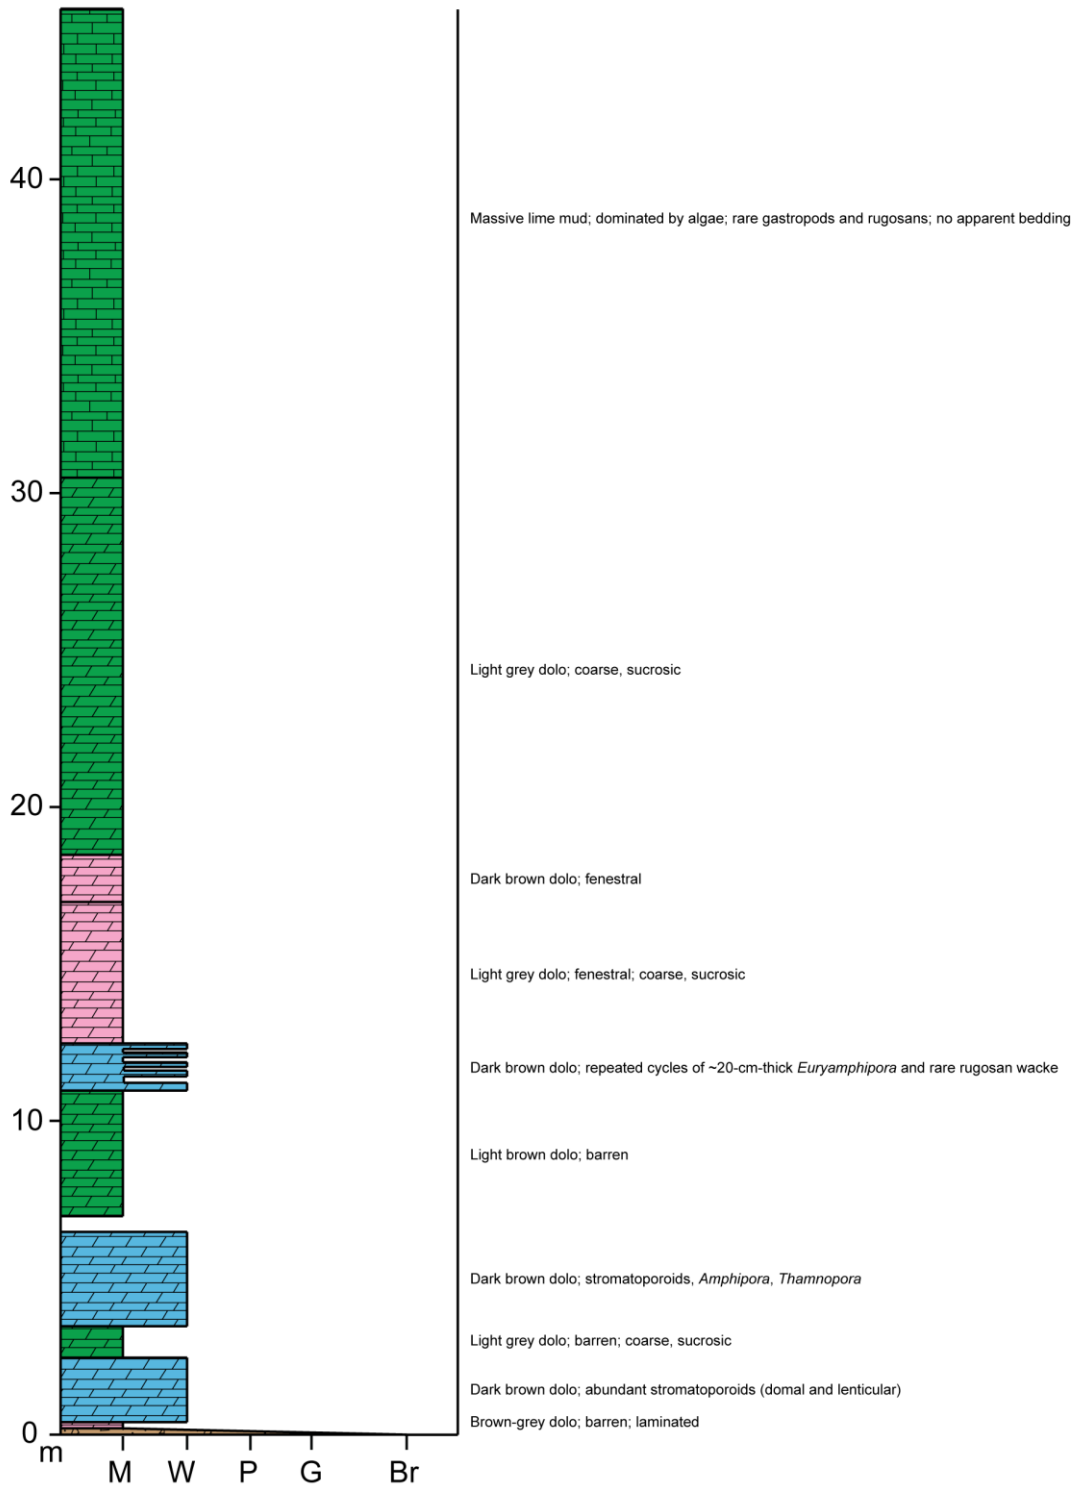 40
Massive lime mud; dominated by algae; rare gastropods and rugosans; no apparent bedding
30
Light grey dolo; coarse, sucrosic
20
Dark brown dolo; fenestral
Light grey dolo; fenestral; coarse, sucrosic
Dark brown dolo; repeated cycles of ~20-cm-thick Euryamphipora and rare rugosan wacke
10
Light brown dolo; barren
Dark brown dolo; stromatoporoids, Amphipora, Thamnopora
Light grey dolo; barren; coarse, sucrosic
Dark brown dolo; abundant stromatoporoids (domal and lenticular)
Brown-grey dolo; barren; laminated
0
m
M W P G Br